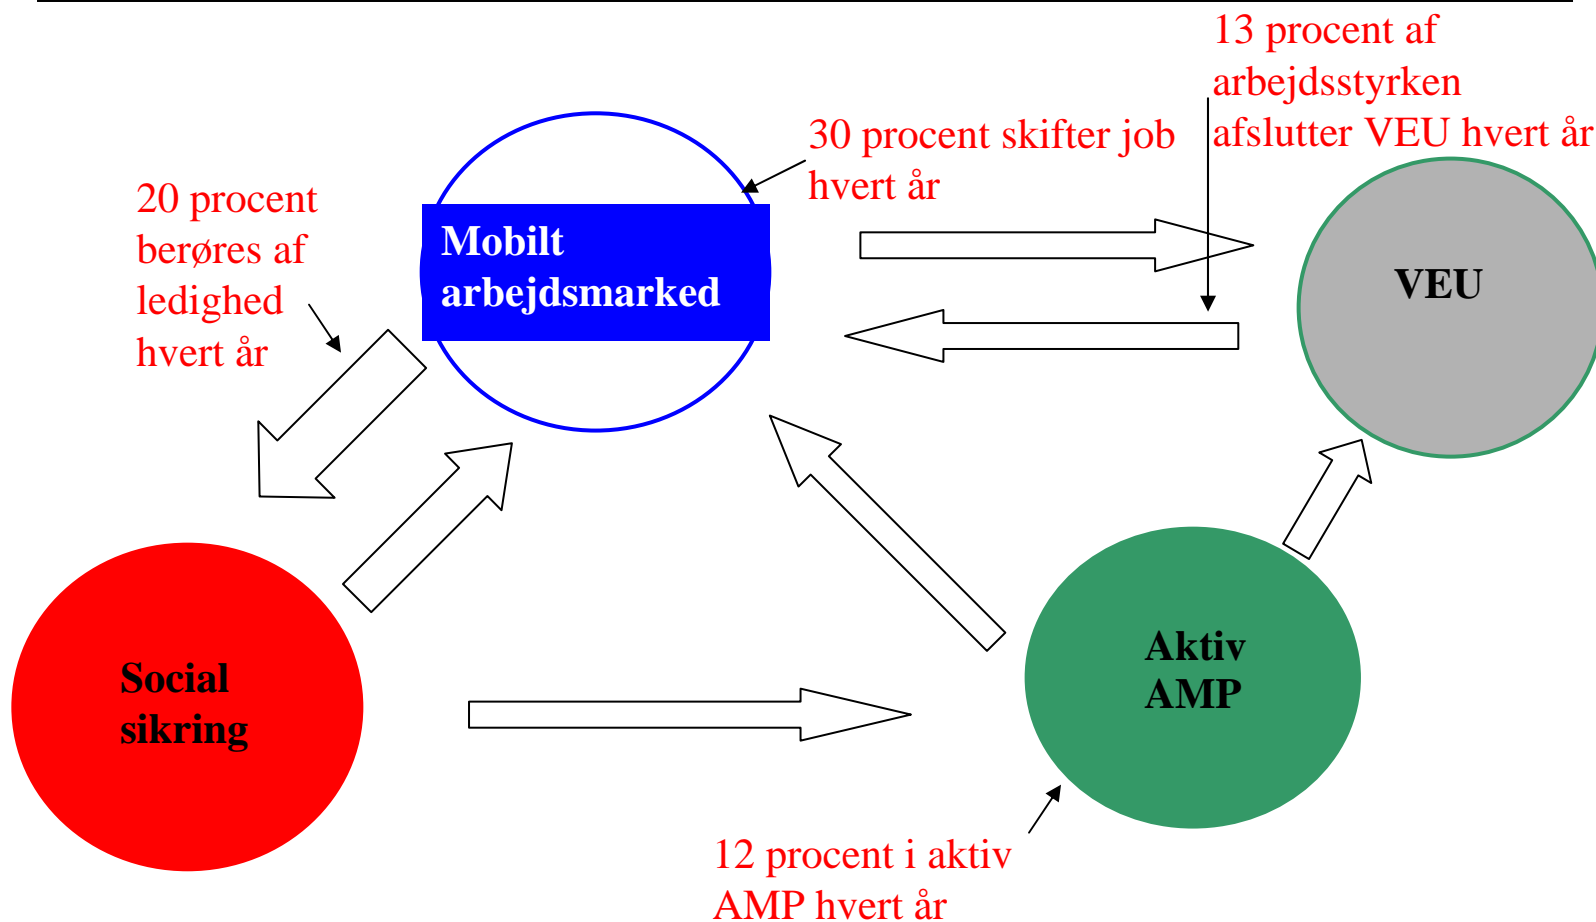 13 procent af
arbejdsstyrken
afslutter VEU hvert år
30 procent skifter job
hvert år
20 procent
berøres af
ledighed
hvert år
Mobilt
arbejdsmarked
VEU
Social
sikring
Aktiv
AMP
12 procent i aktiv
AMP hvert år